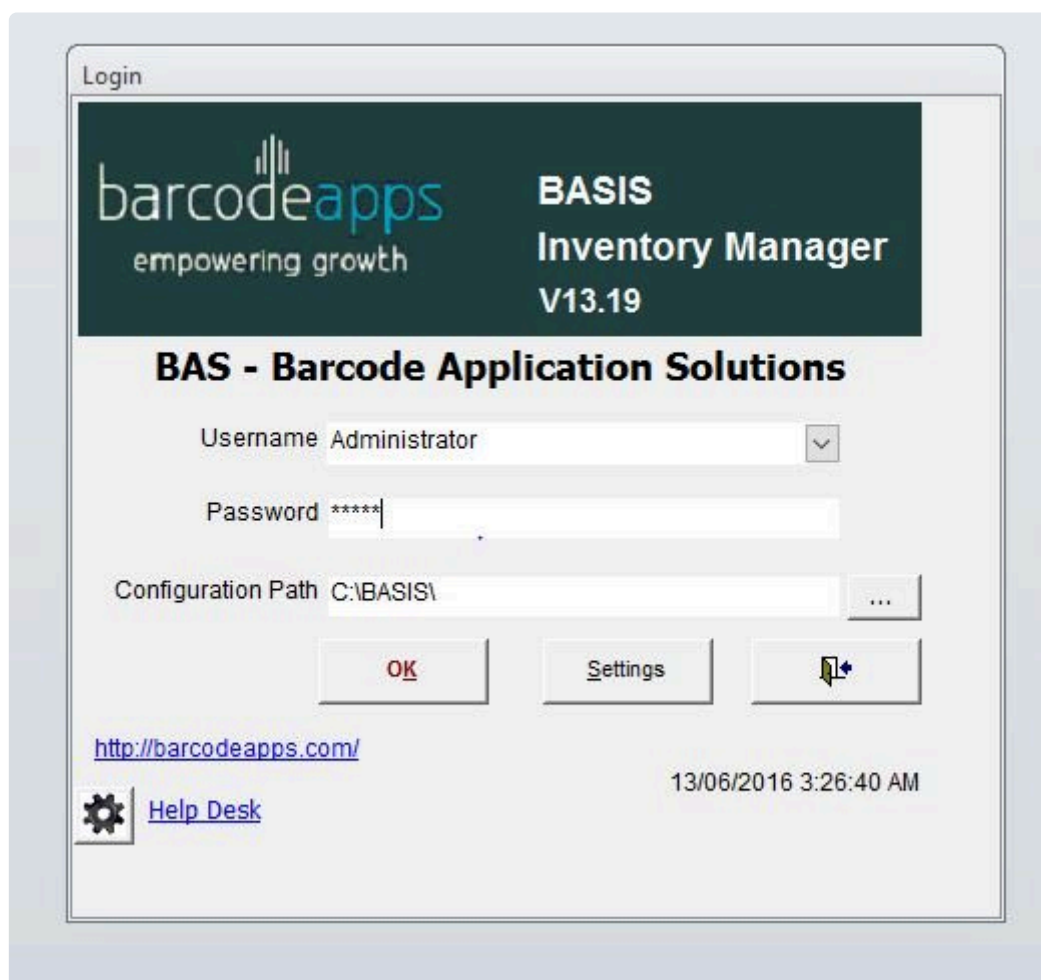 Login
barcodeapps
empowering growth
BASIS
Inventory Manager
V13.19
BAS - Barcode Application Solutions
Username Administrator
Password *****
Configuration Path C:\BASIS\ ...
OK Settings
http://barcodeapps.com/
13/06/2016 3:26:40 AM
Help Desk